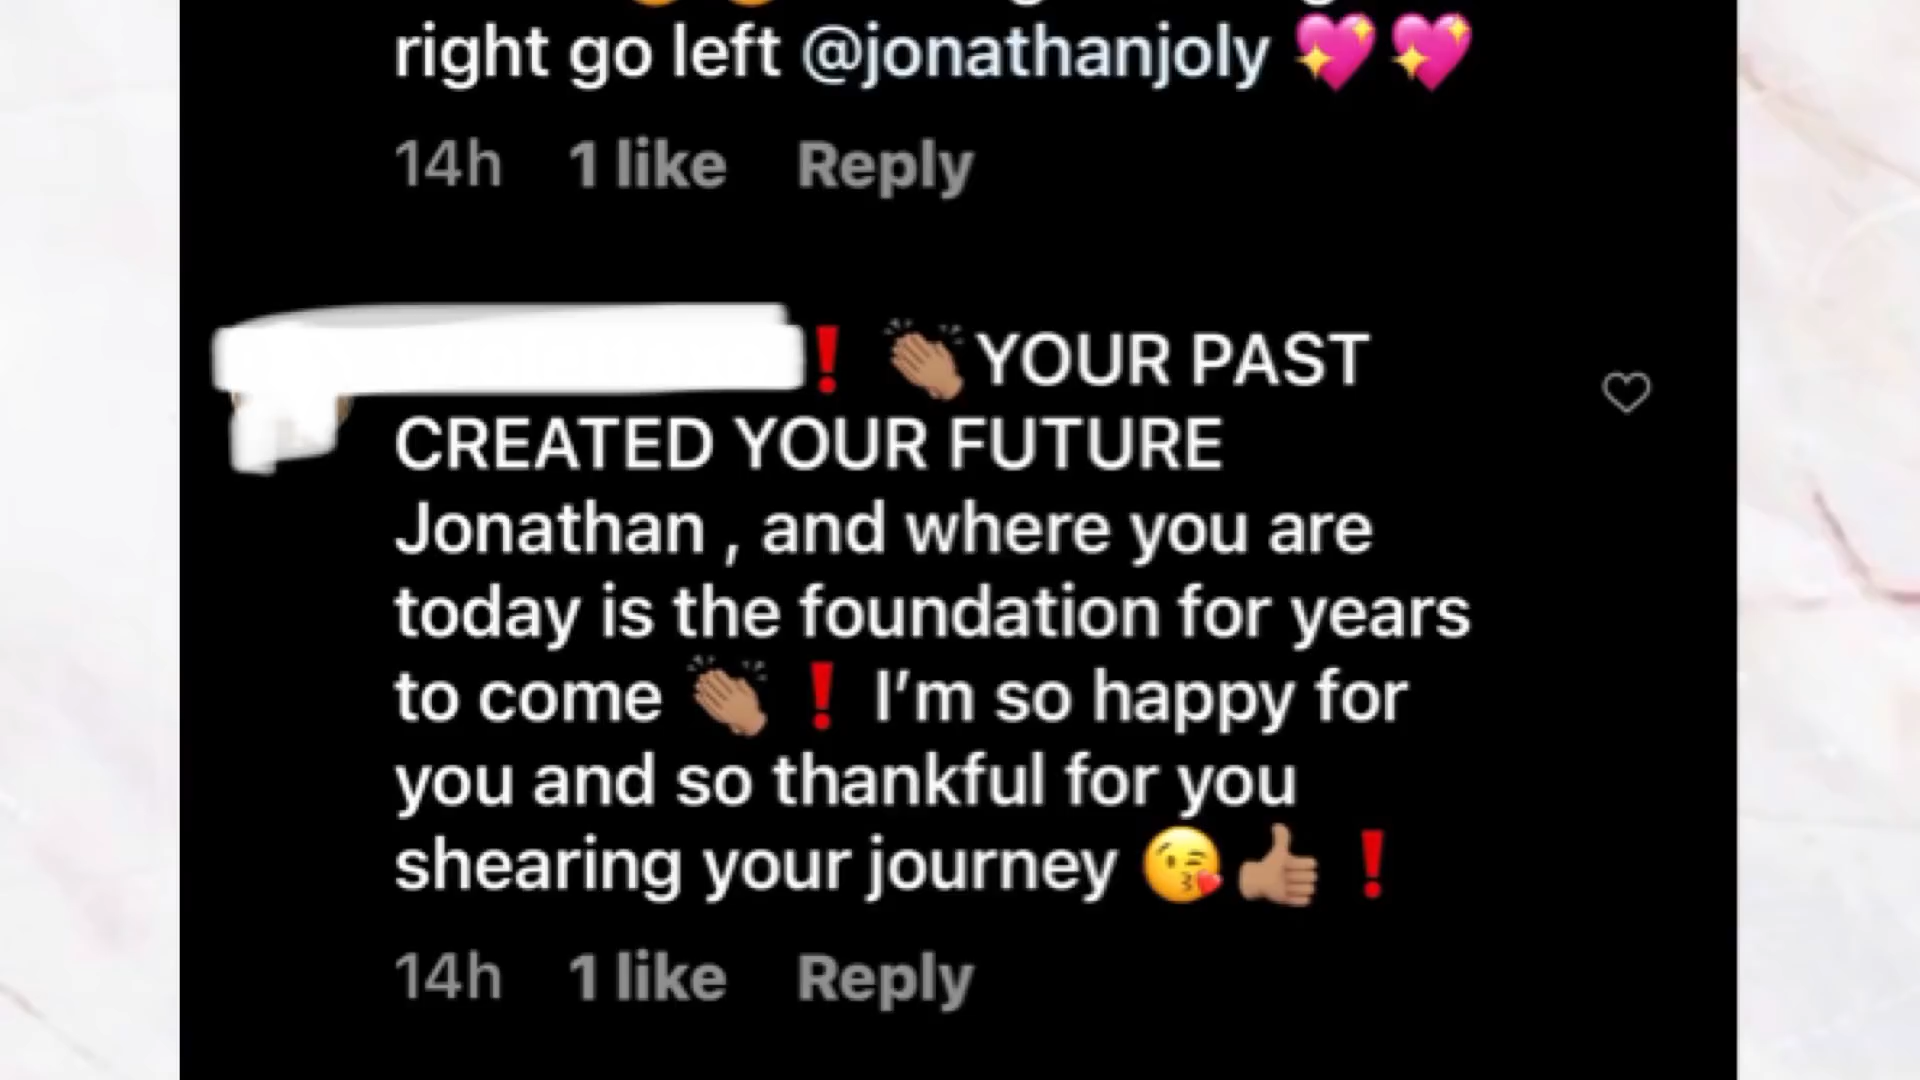 right go left @jonathanjoly 💖💖
14h 1 like Reply
❗ 👏🏽YOUR PAST
CREATED YOUR FUTURE
Jonathan , and where you are
today is the foundation for years
to come 👏🏽 ❗ I’m so happy for
you and so thankful for you
shearing your journey 😘👍🏽 ❗
14h 1 like Reply